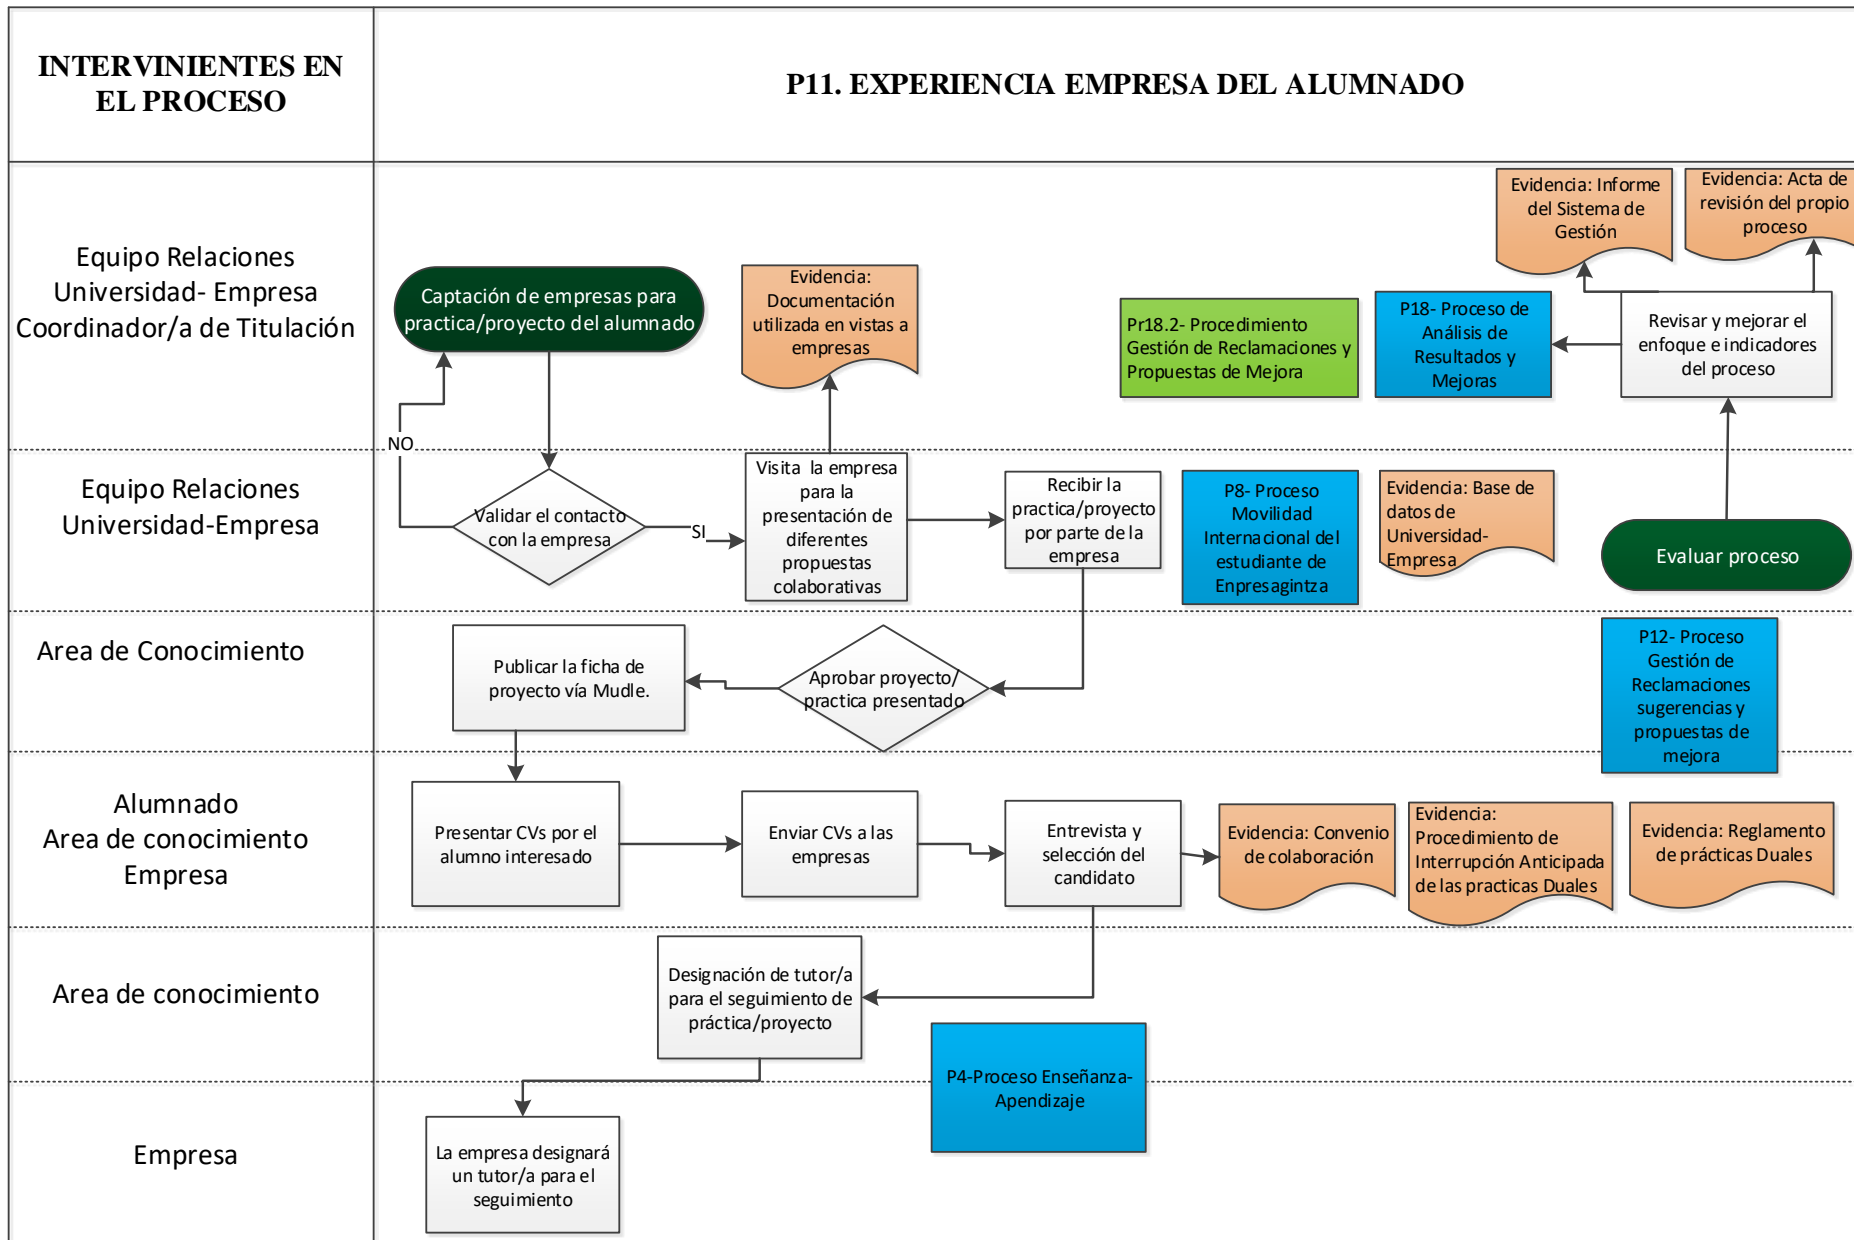 INTERVINIENTES EN
EL PROCESO
P11. EXPERIENCIA EMPRESA DEL ALUMNADO
Equipo Relaciones
Universidad- Empresa
Coordinador/a de Titulación
Captación de empresas para
practica/proyecto del alumnado
Evidencia:
Documentación
utilizada en vistas a
empresas
Pr18.2- Procedimiento
Gestión de Reclamaciones y
Propuestas de Mejora
P18- Proceso de
Análisis de
Resultados y
Mejoras
Evidencia: Informe
del Sistema de
Gestión
Evidencia: Acta de
revisión del propio
proceso
Revisar y mejorar el
enfoque e indicadores
del proceso
NO
Equipo Relaciones
Universidad-Empresa
Validar el contacto
con la empresa
SI
Visita la empresa
para la
presentación de
diferentes
propuestas
colaborativas
Recibir la
practica/proyecto
por parte de la
empresa
P8- Proceso
Movilidad
Internacional del
estudiante de
Enpresagintza
Evidencia: Base de
datos de
Universidad-
Empresa
Evaluar proceso
Area de Conocimiento
Publicar la ficha de
proyecto vía Mudle.
Aprobar proyecto/
practica presentado
P12- Proceso
Gestión de
Reclamaciones
sugerencias y
propuestas de
mejora
Alumnado
Area de conocimiento
Empresa
Presentar CVs por el
alumno interesado
Enviar CVs a las
empresas
Entrevista y
selección del
candidato
Evidencia: Convenio
de colaboración
Evidencia:
Procedimiento de
Interrupción Anticipada
de las practicas Duales
Evidencia: Reglamento
de prácticas Duales
Area de conocimiento
Designación de tutor/a
para el seguimiento de
práctica/proyecto
P4-Proceso Enseñanza-
Apendizaje
Empresa
La empresa designará
un tutor/a para el
seguimiento